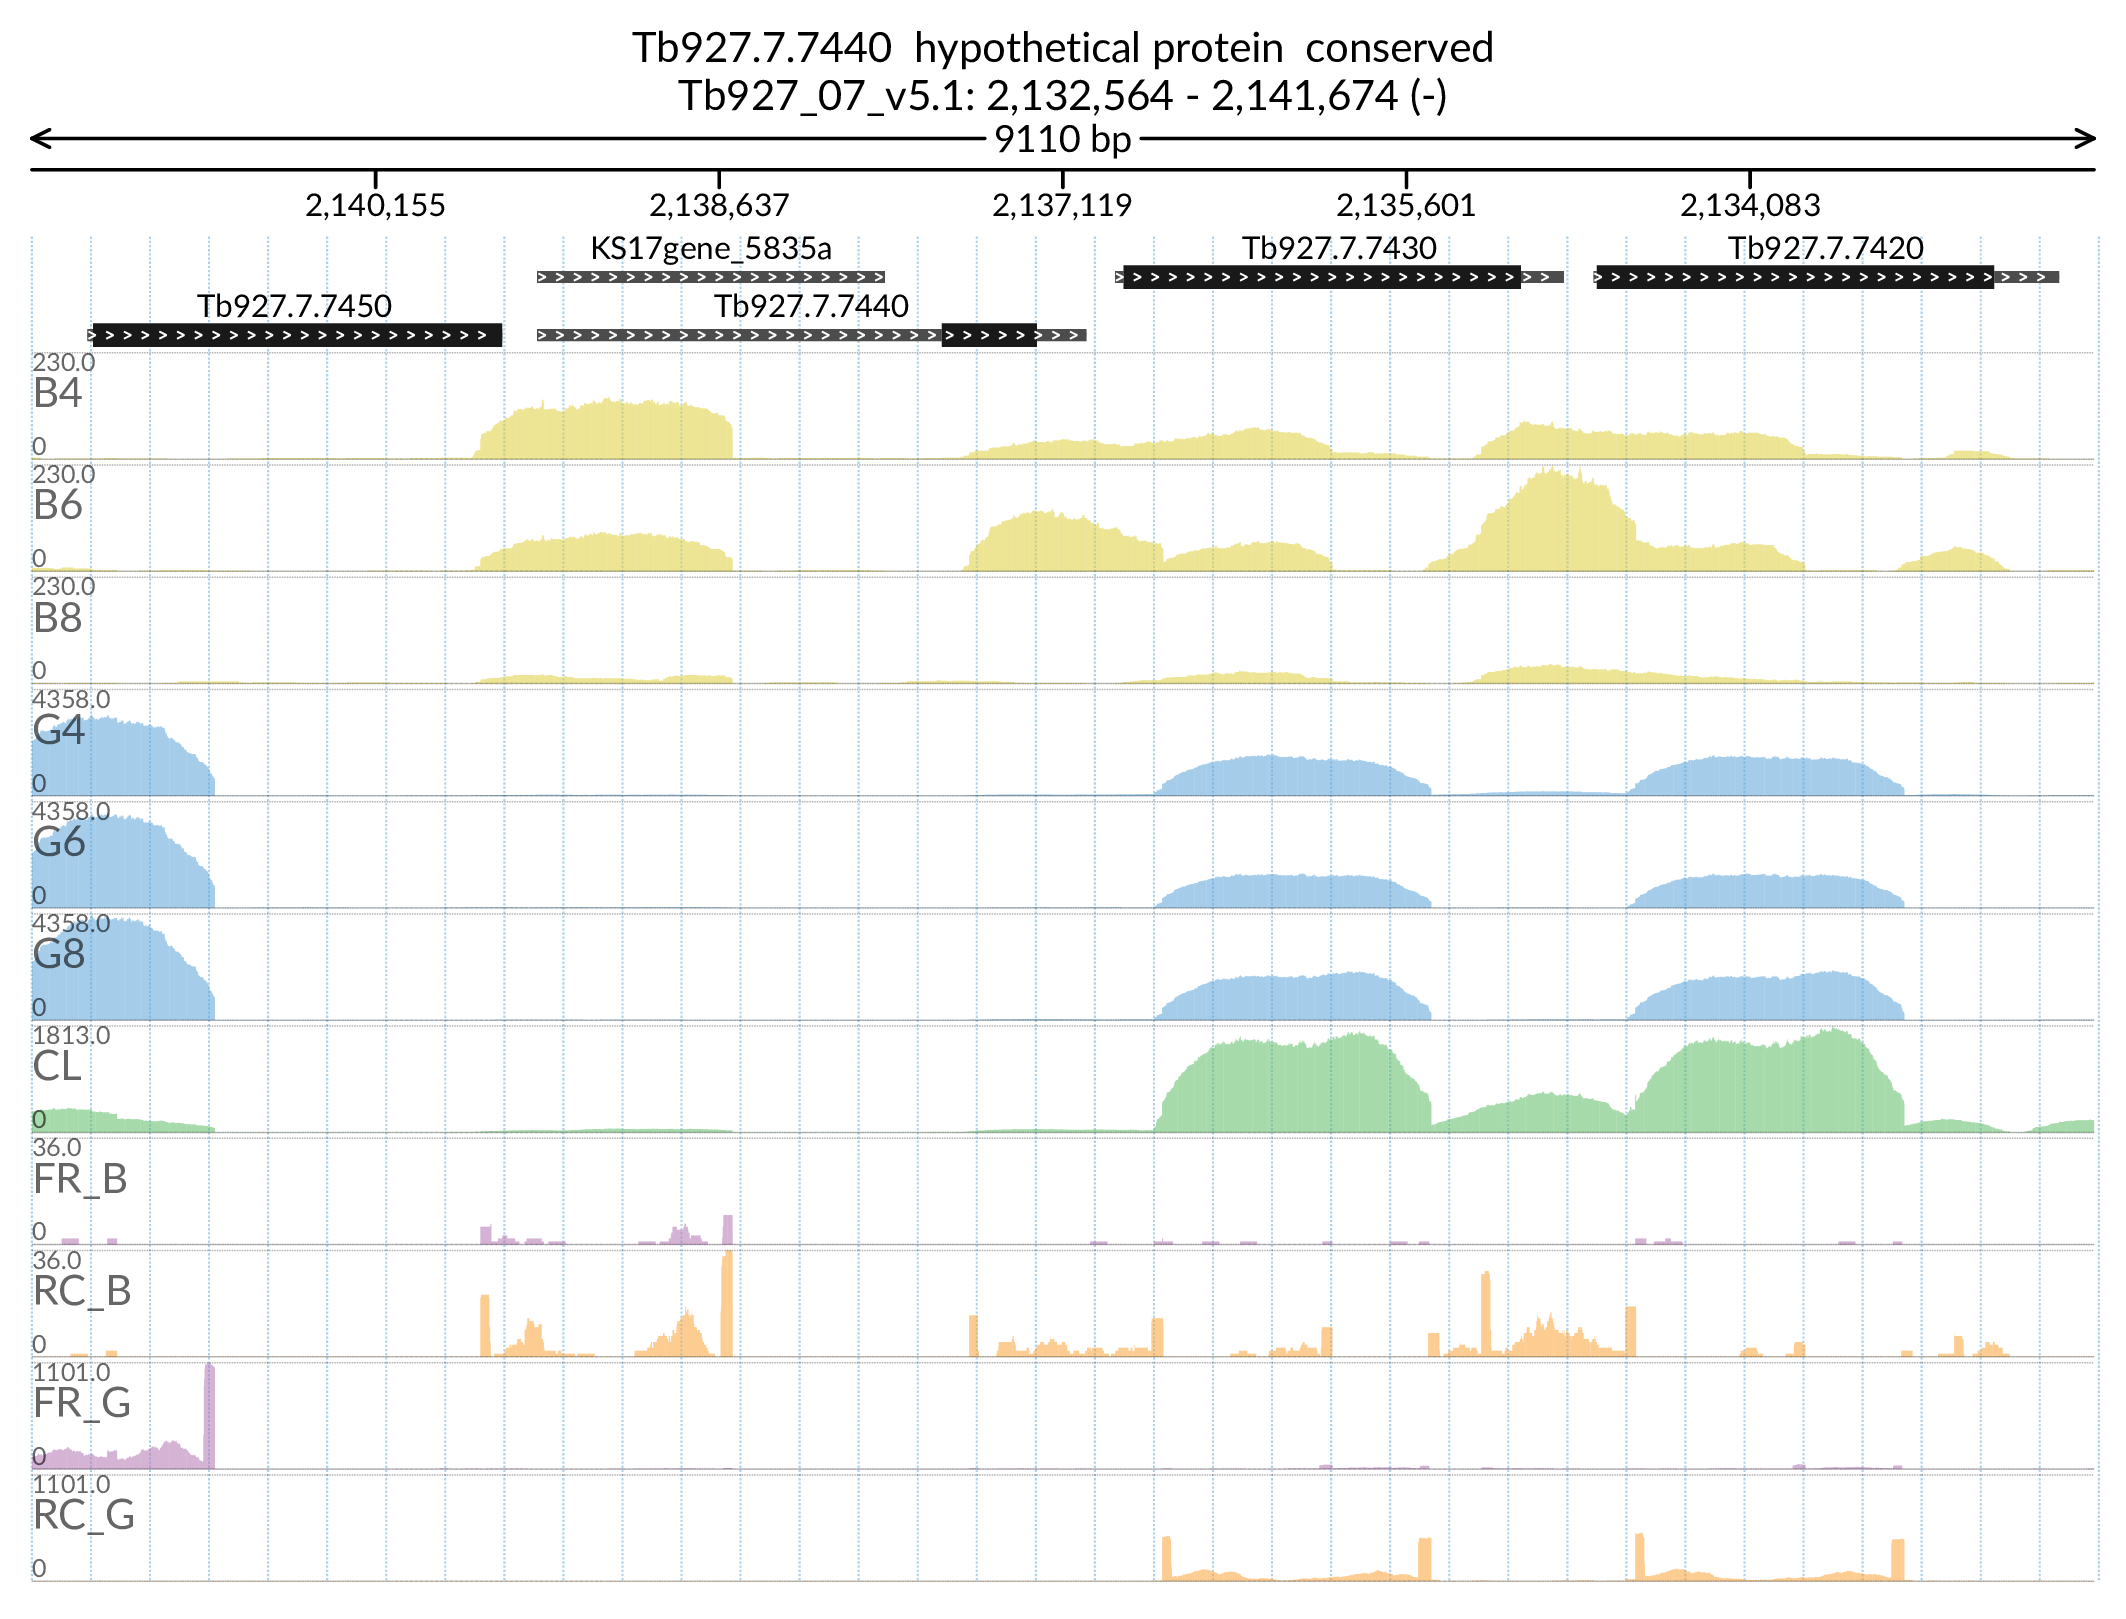 Tb927.7.7440  hypothetical protein  conserved
Tb927_07_v5.1: 2,132,564 - 2,141,674 (-)
9110 bp
2,140,155 2,138,637 2,137,119 2,135,601 2,134,083
KS17gene_5835a Tb927.7.7430 Tb927.7.7420
Tb927.7.7450 Tb927.7.7440
230.0
B4
0
230.0
B6
0
230.0
B8
0
4358.0
G4
0
4358.0
G6
0
4358.0
G8
0
1813.0
CL
0
36.0
FR_B
0
36.0
RC_B
0
1101.0
FR_G
0
1101.0
RC_G
0